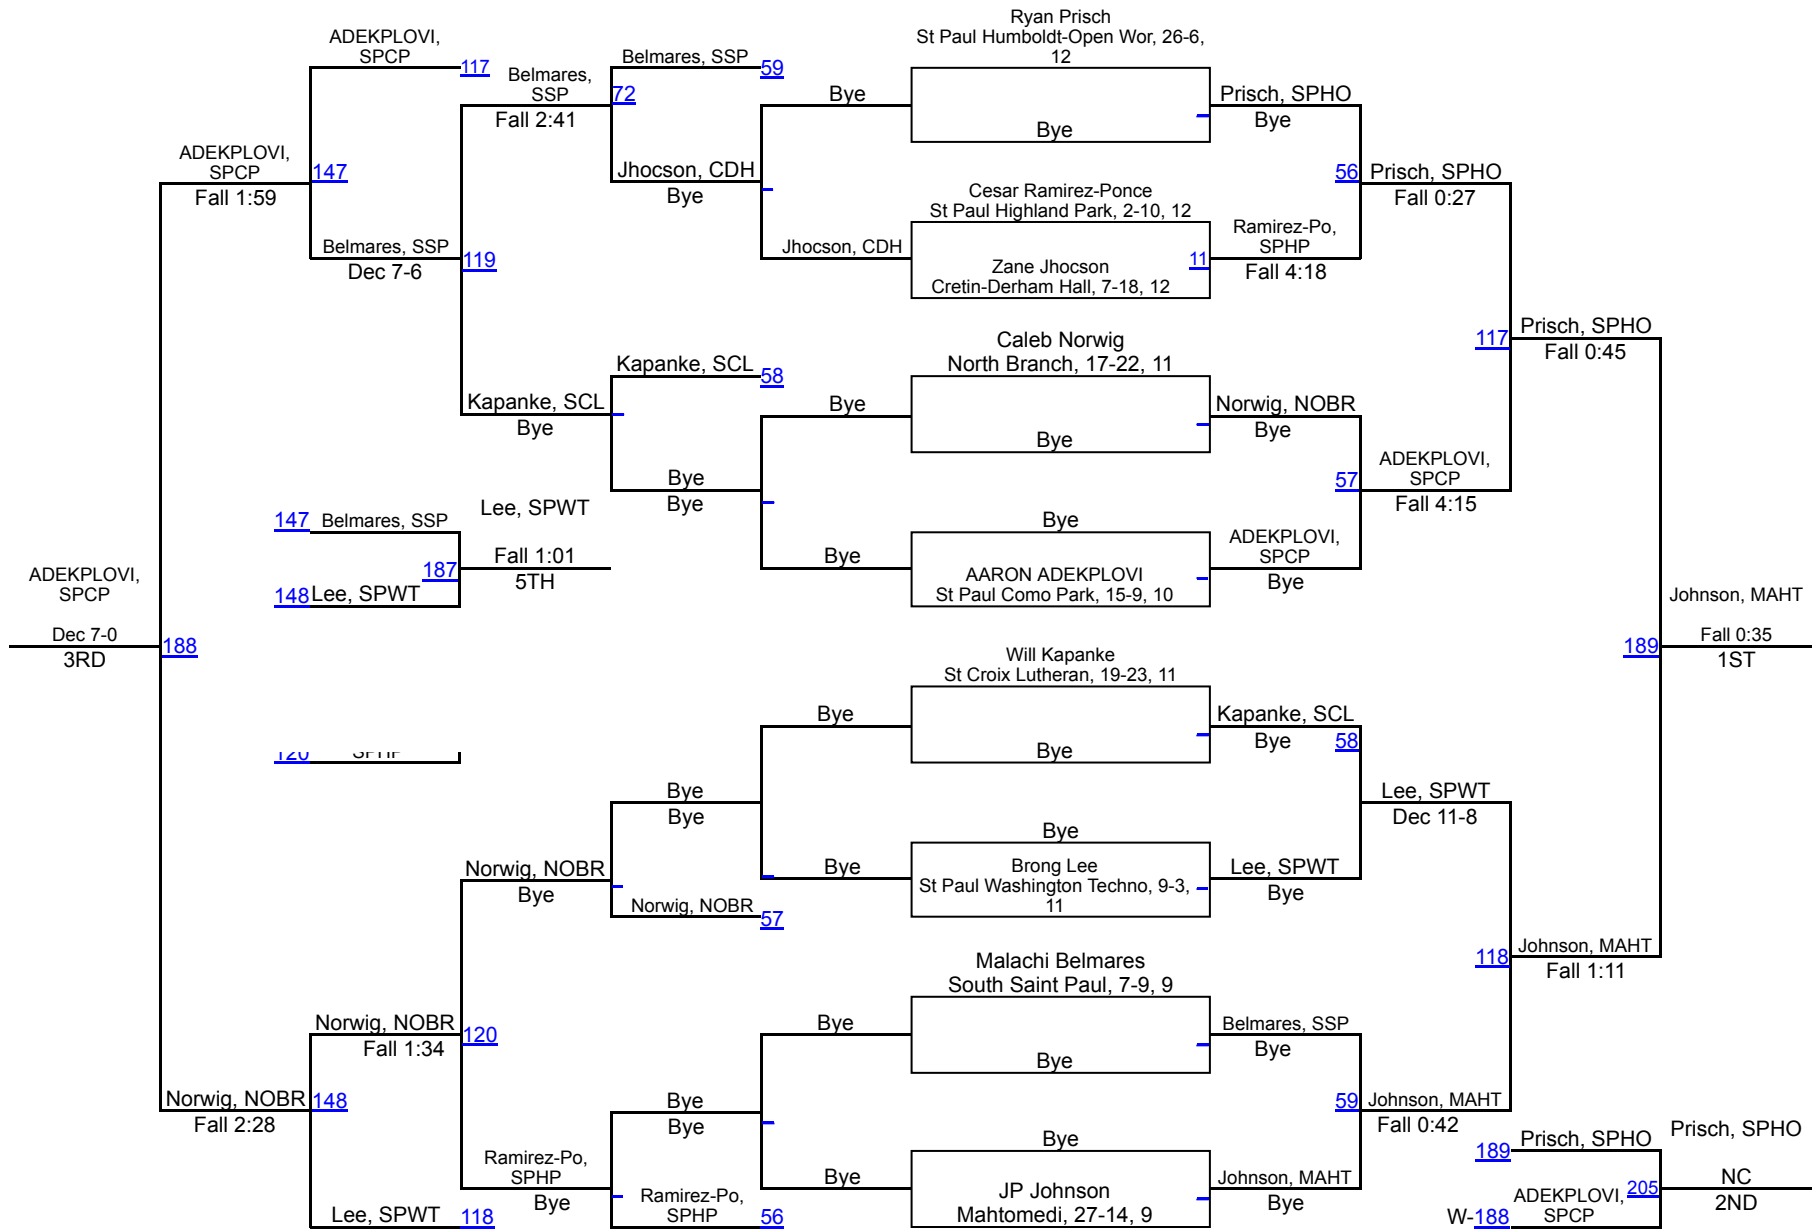 Ryan Prisch
St Paul Humboldt-Open Wor, 26-6,
12
ADEKPLOVI,
SPCP
117
Belmares,
SSP
72
Fall 2:41
Belmares, SSP
59
Bye
Bye
Prisch, SPHO
Bye
ADEKPLOVI,
SPCP
147
Fall 1:59
Jhocson, CDH
Bye
Cesar Ramirez-Ponce
St Paul Highland Park, 2-10, 12
56
Prisch, SPHO
Fall 0:27
Belmares, SSP
119
Dec 7-6
Jhocson, CDH
Zane Jhocson
Cretin-Derham Hall, 7-18, 12
11
Ramirez-Po,
SPHP
Fall 4:18
Caleb Norwig
North Branch, 17-22, 11
117
Prisch, SPHO
Fall 0:45
Kapanke, SCL
58
Kapanke, SCL
Bye
Bye
Bye
Norwig, NOBR
Bye
Bye
Bye
57
ADEKPLOVI,
SPCP
Fall 4:15
147
Belmares, SSP
Lee, SPWT
187
Fall 1:01
5TH
148
Lee, SPWT
Bye
Bye
AARON ADEKPLOVI
St Paul Como Park, 15-9, 10
ADEKPLOVI,
SPCP
Bye
ADEKPLOVI,
SPCP
Dec 7-0
3RD
188
Johnson, MAHT
189
Fall 0:35
1ST
Will Kapanke
St Croix Lutheran, 19-23, 11
Bye
Bye
Kapanke, SCL
Bye
58
120
SPHP
Bye
Bye
Lee, SPWT
Dec 11-8
Bye
Bye
Brong Lee
St Paul Washington Techno, 9-3,
11
Lee, SPWT
Bye
Norwig, NOBR
Bye
Norwig, NOBR
57
Malachi Belmares
South Saint Paul, 7-9, 9
118
Johnson, MAHT
Fall 1:11
Norwig, NOBR
120
Fall 1:34
Bye
Bye
Belmares, SSP
Bye
Norwig, NOBR
148
Fall 2:28
Bye
Bye
59
Johnson, MAHT
Fall 0:42
Bye
Bye
JP Johnson
Mahtomedi, 27-14, 9
Johnson, MAHT
Bye
Ramirez-Po,
SPHP
Bye
Ramirez-Po,
SPHP
56
Lee, SPWT
118
189
Prisch, SPHO
Prisch, SPHO
205
NC
2ND
W-188
ADEKPLOVI,
SPCP